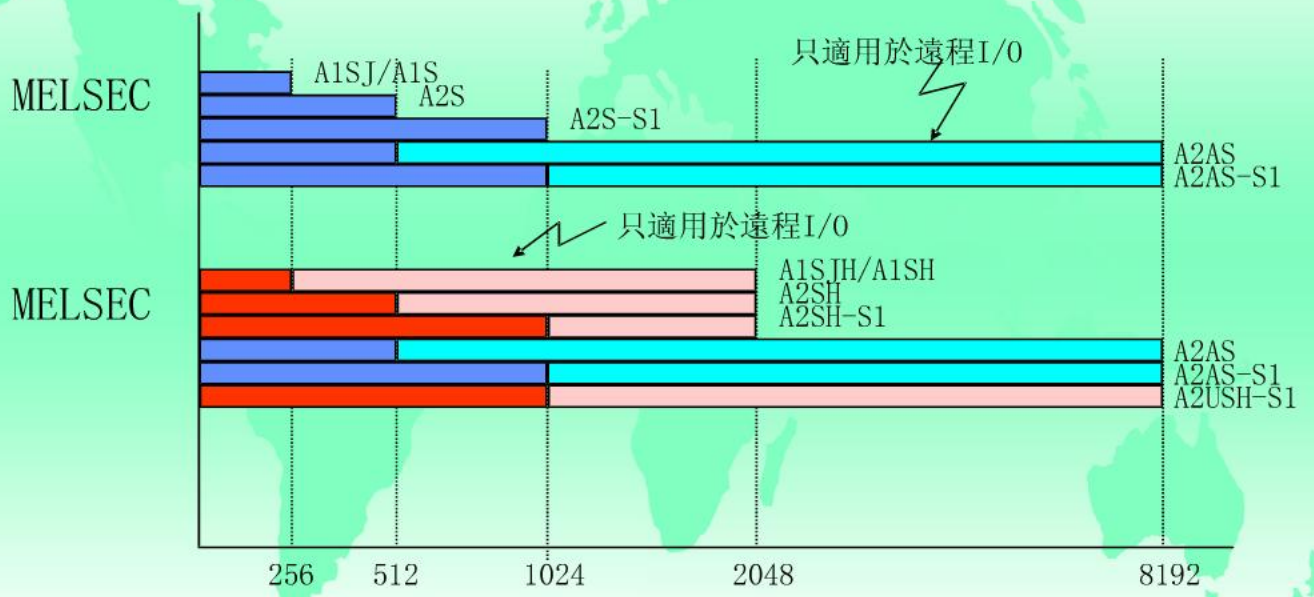 只適用於遠程I/O
MELSEC
A1SJ/A1S
A2S
A2S-S1
A2AS
A2AS-S1
只適用於遠程I/O
MELSEC
A1SJH/A1SH
A2SH
A2SH-S1
A2AS
A2AS-S1
A2USH-S1
256 512 1024 2048 8192